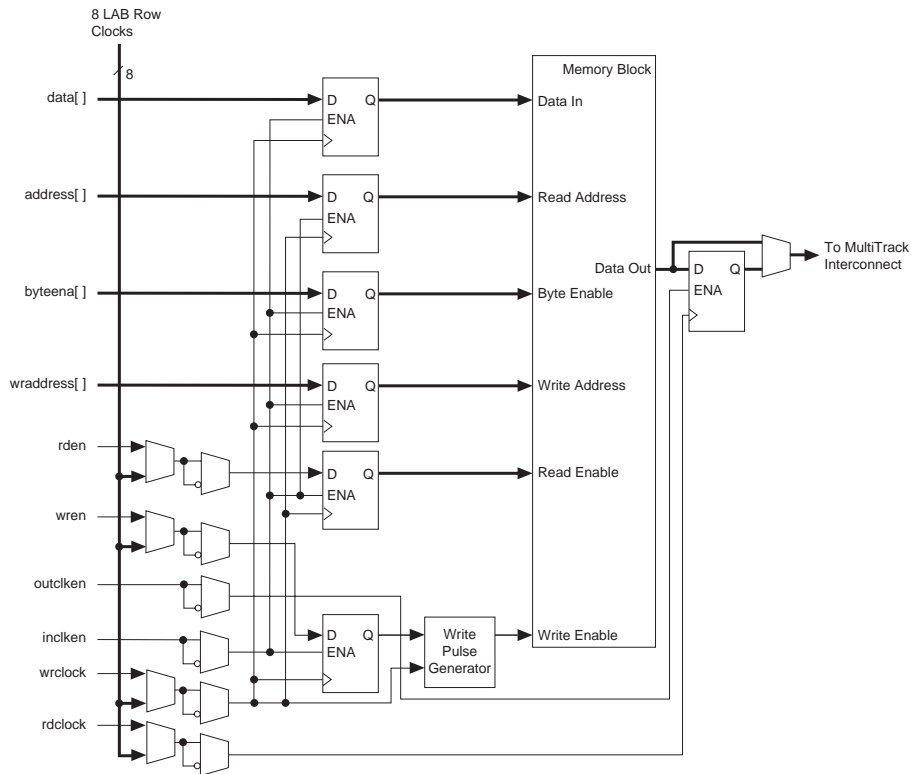 8 LAB Row
Clocks
8
Memory Block
data[ ]
D Q
ENA
Data In
address[ ]
D Q
ENA
Read Address
To MultiTrack
Interconnect
Data Out
D Q
ENA
byteena[ ]
D Q
ENA
Byte Enable
wraddress[ ]
D Q
ENA
Write Address
rden
D Q
ENA
Read Enable
wren
outclken
inclken
D Q
ENA
Write
Pulse
Generator
Write Enable
wrclock
rdclock